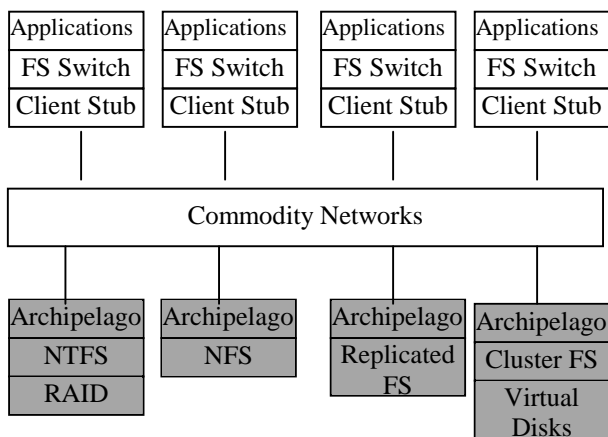 Applications Applications Applications Applications
FS Switch FS Switch FS Switch FS Switch
Client Stub Client Stub Client Stub Client Stub
Commodity Networks
Archipelago
NTFS
RAID
Archipelago
NFS
Archipelago
Replicated
FS
Archipelago
Cluster FS
Virtual
Disks